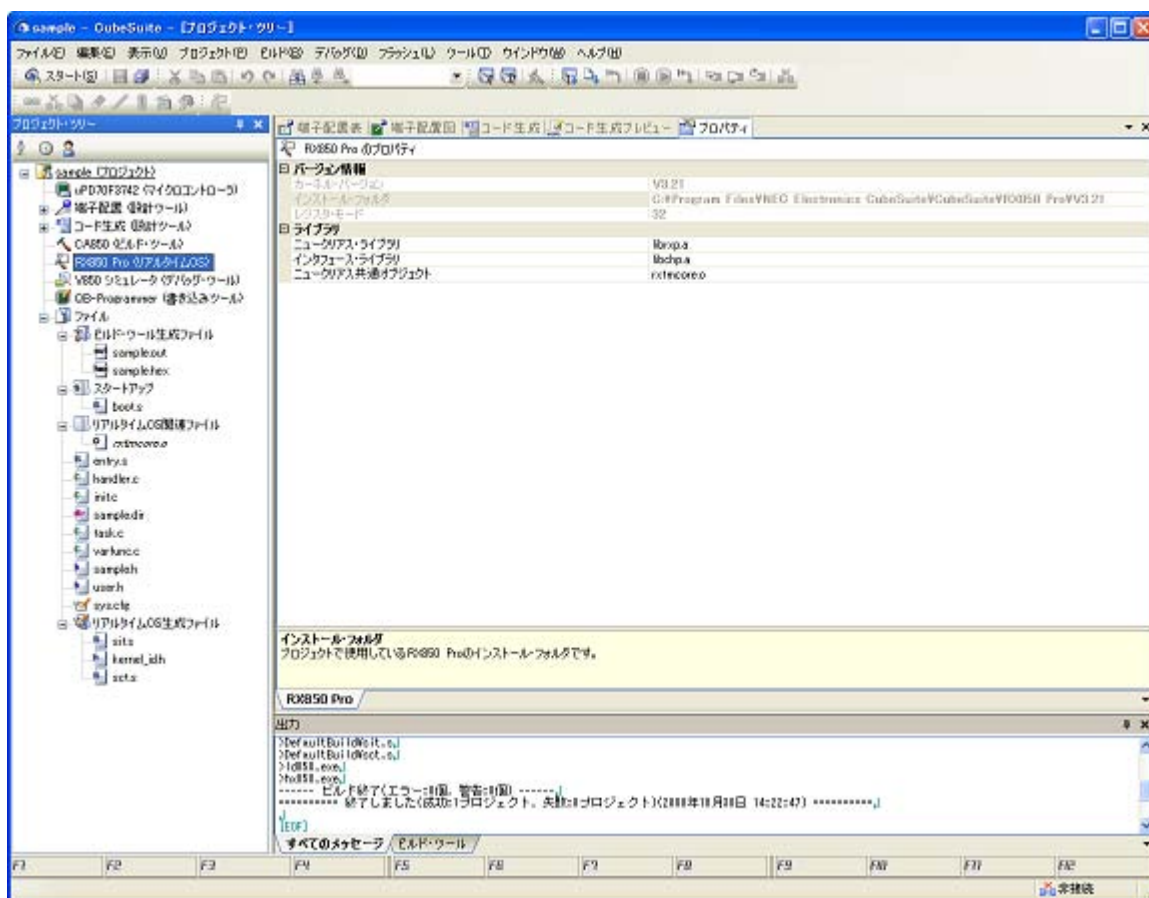 sample - CubeSuite - [プロジェクト・ツリー]
ファイル(F) 編集(E) 表示(V) プロジェクト(P) ビルド(B) デバッグ(D) フラッシュ(L) ツール(T) ウインドウ(W) ヘルプ(H)
スタート(S)
プロジェクト・ツリー
端子配置表 端子配置図 コード生成 コード生成プレビュー プロパティ
RX850 Pro のプロパティ
sample (プロジェクト)
uPD70F3742 (マイクロコントローラ)
端子配置 (設計ツール)
コード生成 (設計ツール)
CA850 (ビルド・ツール)
RX850 Pro (リアルタイムOS)
V850 シミュレータ (デバッグ・ツール)
QB-Programmer (書き込みツール)
ファイル
ビルド・ツール生成ファイル
sample.out
sample.hex
スタートアップ
boot.s
リアルタイムOS関連ファイル
rxtmcore.o
entry.s
handler.c
init.c
sample.dir
task.c
varfunc.c
sample.h
user.h
sys.cfg
リアルタイムOS生成ファイル
sit.s
kernel_id.h
sct.s
バージョン情報
カーネル・バージョン V3.21
インストール・フォルダ C:¥Program Files¥NEC Electronics CubeSuite¥CubeSuite¥RX850 Pro¥V3.21
レジスタ・モード 32
ライブラリ
ニュークリアス・ライブラリ librxp.a
インタフェース・ライブラリ libchp.a
ニュークリアス共通オブジェクト rxtmcore.o
インストール・フォルダ
プロジェクトで使用しているRX850 Proのインストール・フォルダです。
RX850 Pro
出力
>DefaultBuild¥sit.s
>DefaultBuild¥sct.s
>ld850.exe
>hx850.exe
------ ビルド終了(エラー:0個, 警告:0個) ------
========== 終了しました(成功:1プロジェクト, 失敗:0プロジェクト)
[EOF]
すべてのメッセージ ビルド・ツール
F1 F2 F3 F4 F5 F6 F7 F8 F9 F10 F11 F12
非接続